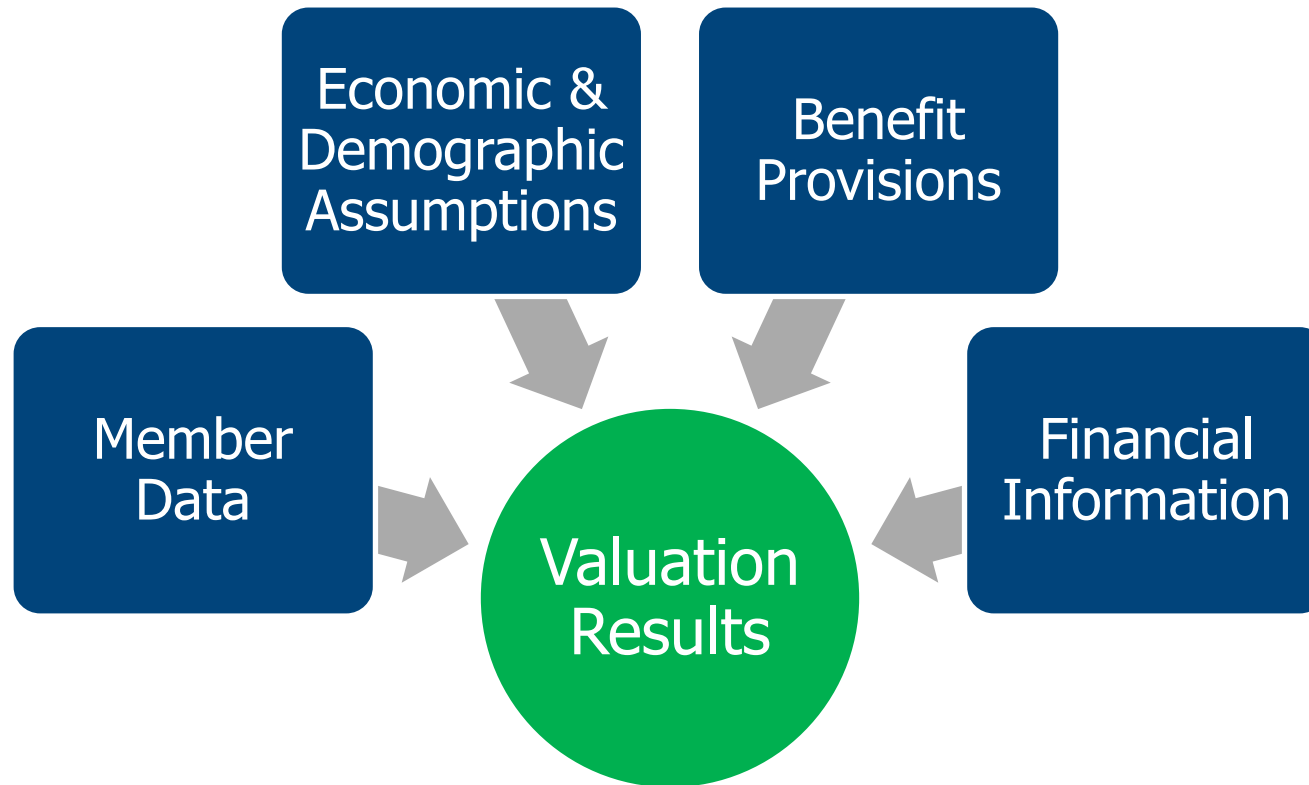 Economic &
Demographic
Assumptions
Benefit
Provisions
Member
Data
Financial
Information
Valuation
Results